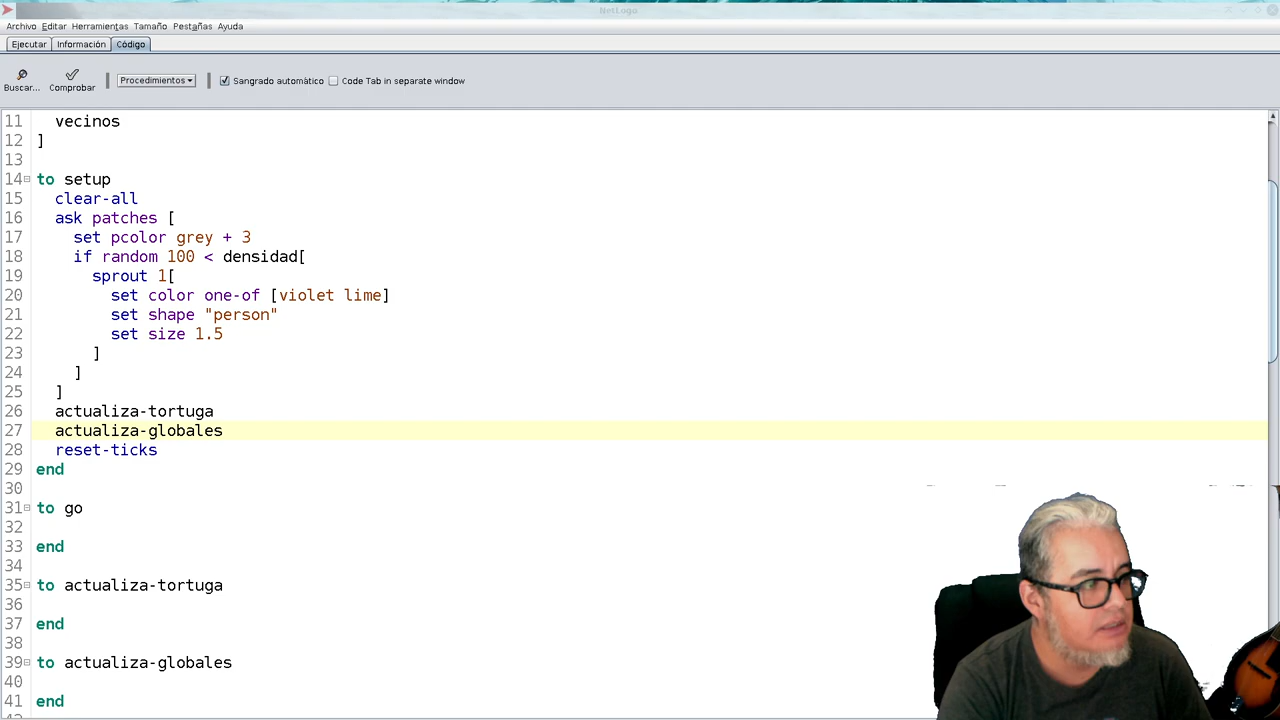 NetLogo
Archivo Editar Herramientas Tamaño Pestañas Ayuda
Ejecutar Información Código
Buscar... Comprobar Procedimientos Sangrado automático Code Tab in separate window
11 vecinos
12 ]
13
14 to setup
15 clear-all
16 ask patches [
17 set pcolor grey + 3
18 if random 100 < densidad[
19 sprout 1[
20 set color one-of [violet lime]
21 set shape "person"
22 set size 1.5
23 ]
24 ]
25 ]
26 actualiza-tortuga
27 actualiza-globales
28 reset-ticks
29 end
30
31 to go
32
33 end
34
35 to actualiza-tortuga
36
37 end
38
39 to actualiza-globales
40
41 end